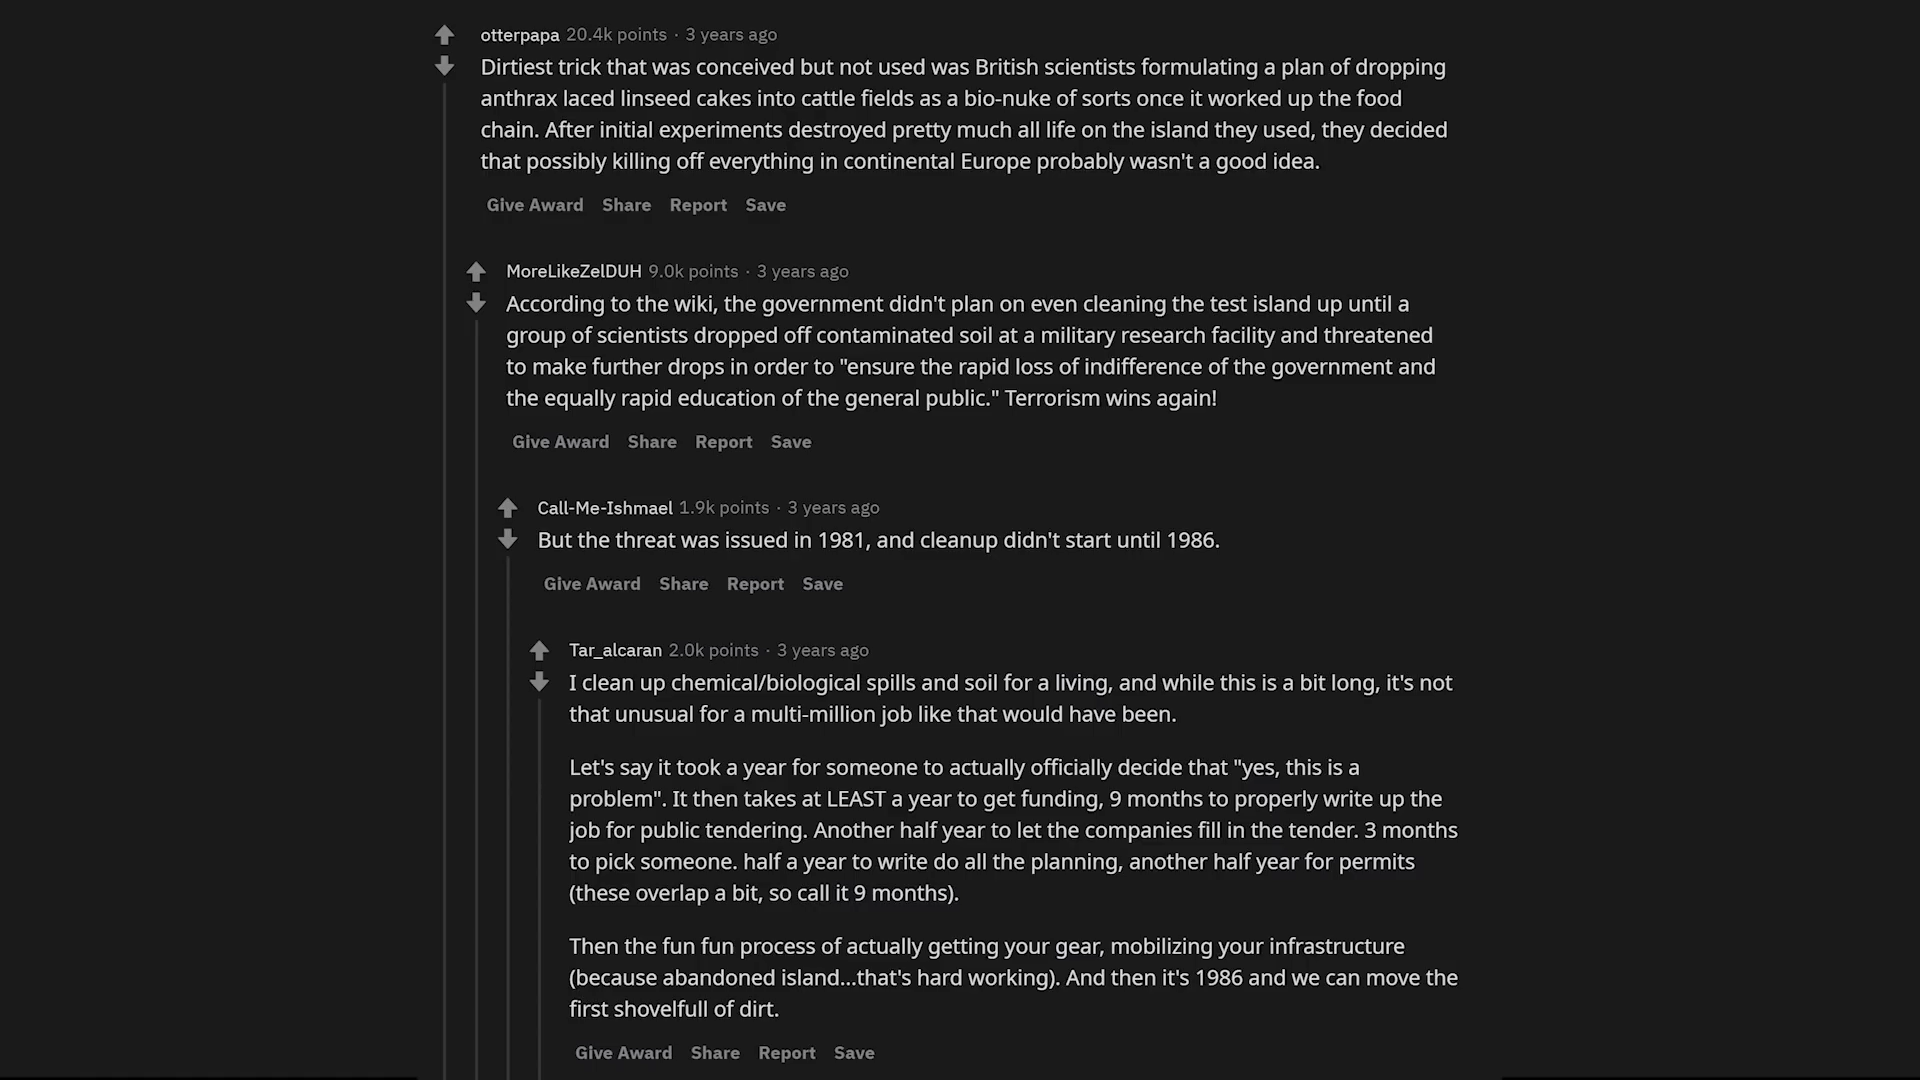 otterpapa 20.4k points · 3 years ago
Dirtiest trick that was conceived but not used was British scientists formulating a plan of dropping
anthrax laced linseed cakes into cattle fields as a bio-nuke of sorts once it worked up the food
chain. After initial experiments destroyed pretty much all life on the island they used, they decided
that possibly killing off everything in continental Europe probably wasn't a good idea.
Give Award Share Report Save
MoreLikeZelDUH 9.0k points · 3 years ago
According to the wiki, the government didn't plan on even cleaning the test island up until a
group of scientists dropped off contaminated soil at a military research facility and threatened
to make further drops in order to "ensure the rapid loss of indifference of the government and
the equally rapid education of the general public." Terrorism wins again!
Give Award Share Report Save
Call-Me-Ishmael 1.9k points · 3 years ago
But the threat was issued in 1981, and cleanup didn't start until 1986.
Give Award Share Report Save
Tar_alcaran 2.0k points · 3 years ago
I clean up chemical/biological spills and soil for a living, and while this is a bit long, it's not
that unusual for a multi-million job like that would have been.
Let's say it took a year for someone to actually officially decide that "yes, this is a
problem". It then takes at LEAST a year to get funding, 9 months to properly write up the
job for public tendering. Another half year to let the companies fill in the tender. 3 months
to pick someone. half a year to write do all the planning, another half year for permits
(these overlap a bit, so call it 9 months).
Then the fun fun process of actually getting your gear, mobilizing your infrastructure
(because abandoned island...that's hard working). And then it's 1986 and we can move the
first shovelfull of dirt.
Give Award Share Report Save